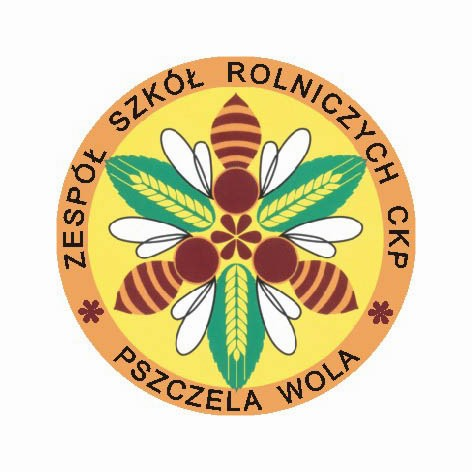 ZESPÓŁ SZKÓŁ ROLNICZYCH CKP
PSZCZELA WOLA